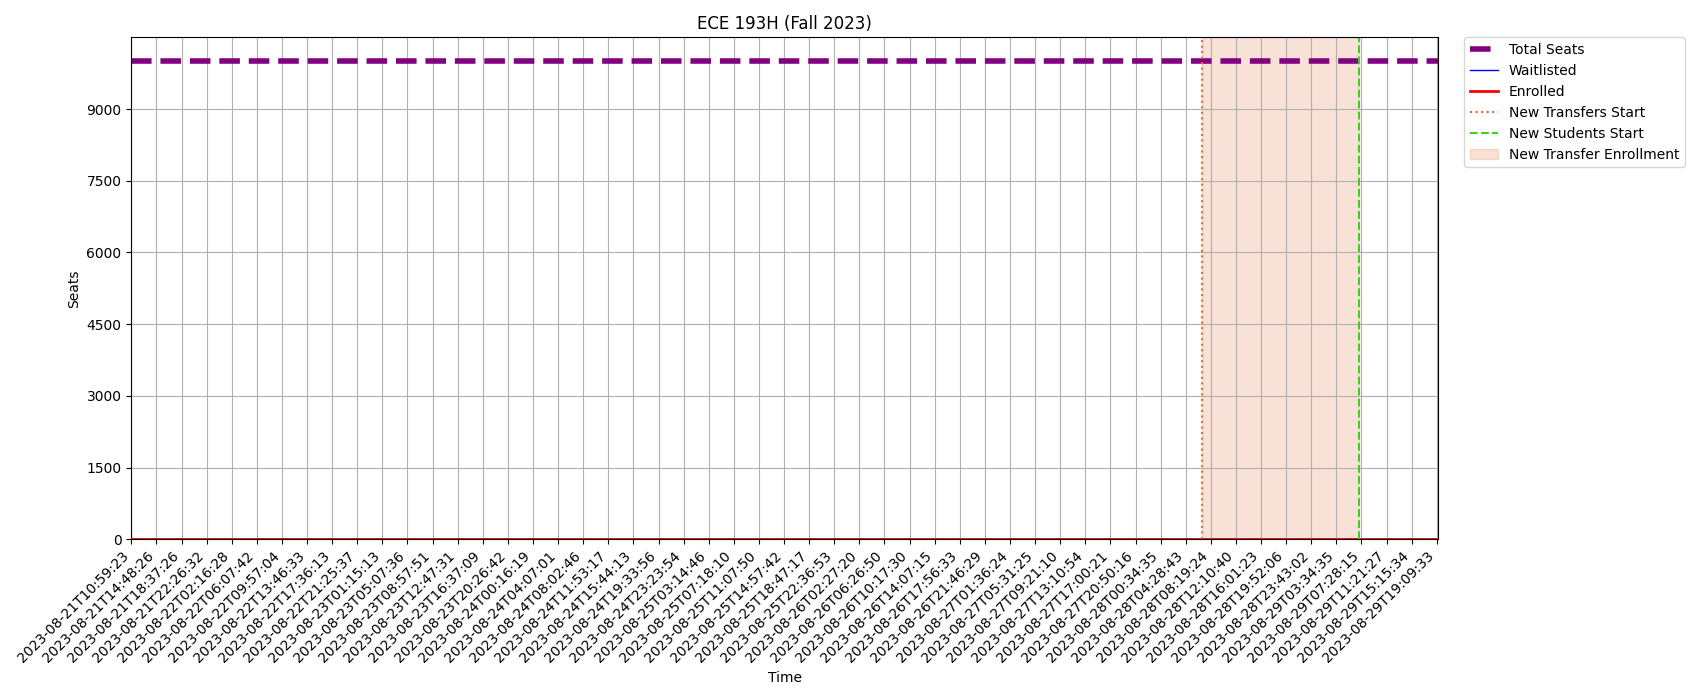 ECE 193H (Fall 2023)
Total Seats
Waitlisted
Enrolled
New Transfers Start
New Students Start
New Transfer Enrollment
Seats
9000
7500
6000
4500
3000
1500
0
2023-08-21T10:59:23
2023-08-21T14:48:26
2023-08-21T18:37:26
2023-08-21T22:26:32
2023-08-22T02:16:28
2023-08-22T06:07:42
2023-08-22T09:57:04
2023-08-22T13:46:33
2023-08-22T17:36:13
2023-08-22T21:25:37
2023-08-23T01:15:13
2023-08-23T05:07:36
2023-08-23T08:57:51
2023-08-23T12:47:31
2023-08-23T16:37:09
2023-08-23T20:26:42
2023-08-24T00:16:19
2023-08-24T04:07:01
2023-08-24T08:02:46
2023-08-24T11:53:17
2023-08-24T15:44:13
2023-08-24T19:33:56
2023-08-24T23:23:54
2023-08-25T03:14:46
2023-08-25T07:18:10
2023-08-25T11:07:50
2023-08-25T14:57:42
2023-08-25T18:47:17
2023-08-25T22:36:53
2023-08-26T02:27:20
2023-08-26T06:26:50
2023-08-26T10:17:30
2023-08-26T14:07:15
2023-08-26T17:56:33
2023-08-26T21:46:29
2023-08-27T01:36:24
2023-08-27T05:31:25
2023-08-27T09:21:10
2023-08-27T13:10:54
2023-08-27T17:00:21
2023-08-27T20:50:16
2023-08-28T00:34:35
2023-08-28T04:28:43
2023-08-28T08:19:24
2023-08-28T12:10:40
2023-08-28T16:01:23
2023-08-28T19:52:06
2023-08-28T23:43:02
2023-08-29T03:34:35
2023-08-29T07:28:15
2023-08-29T11:21:27
2023-08-29T15:15:34
2023-08-29T19:09:33
Time